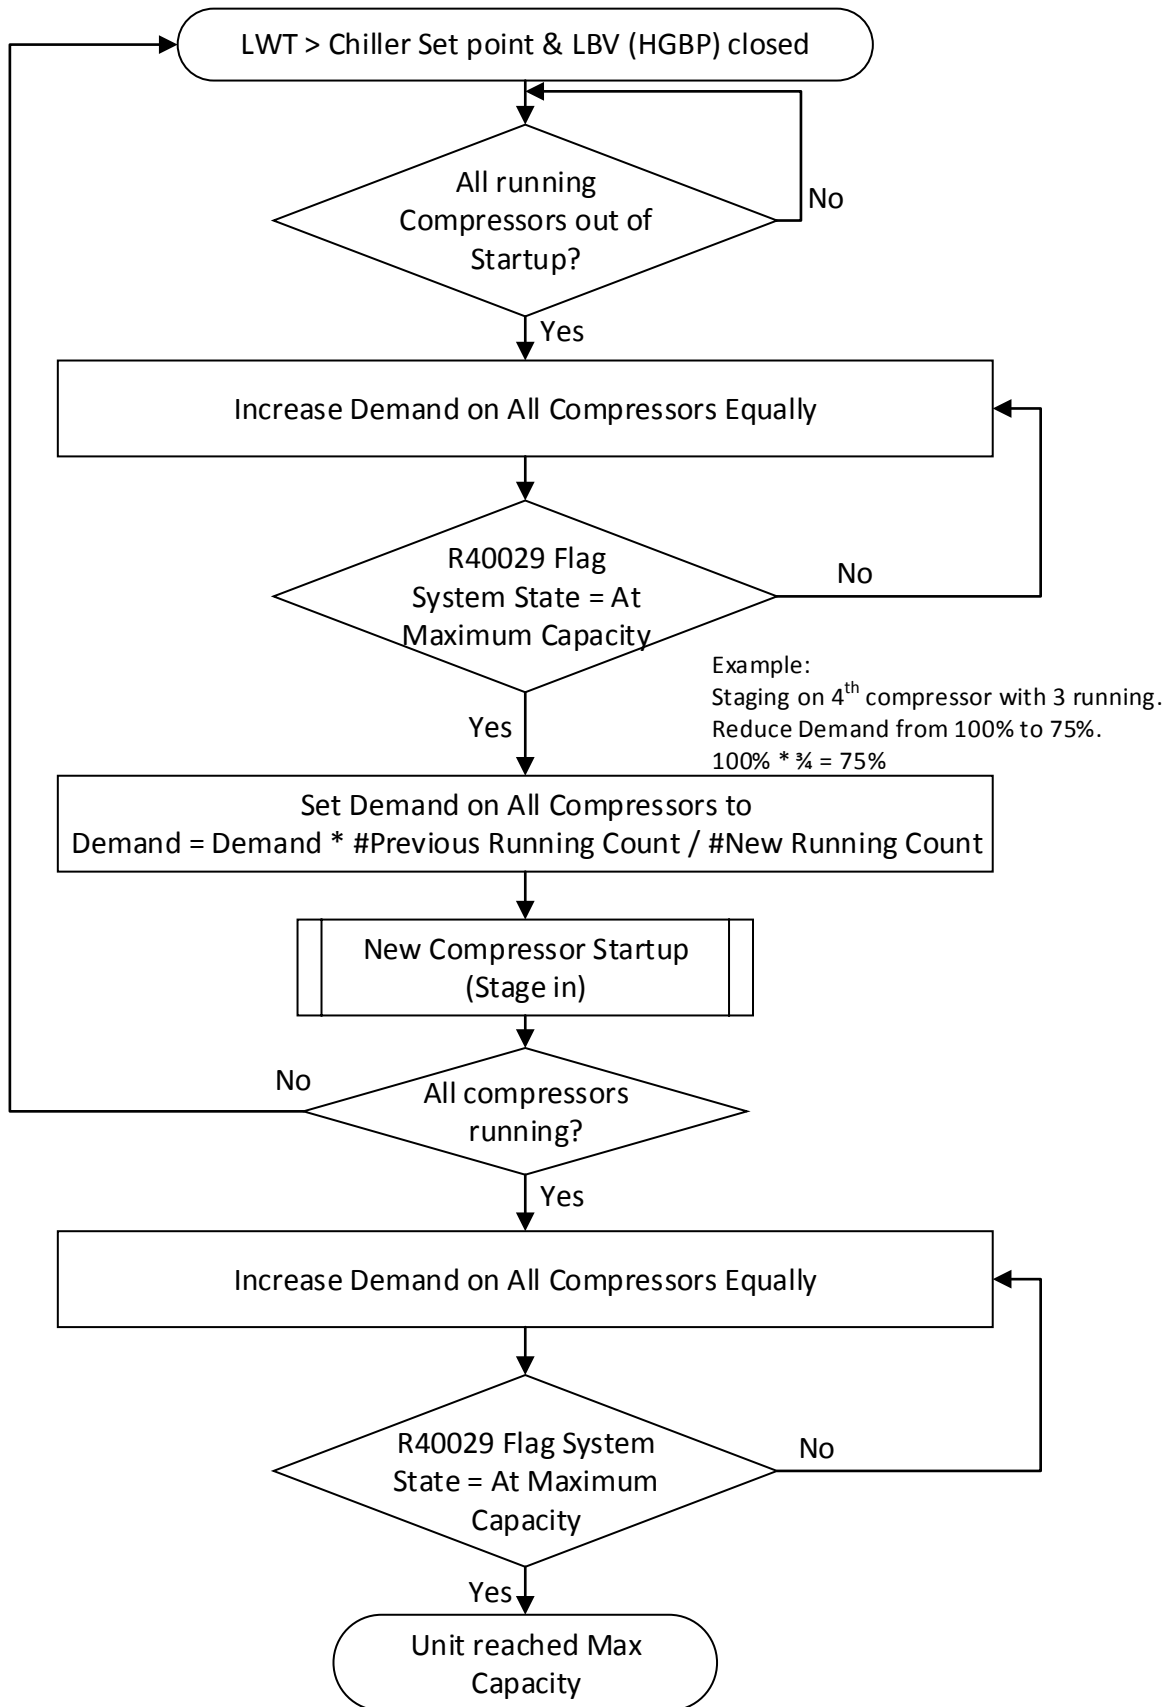 LWT > Chiller Set point & LBV (HGBP) closed
All running
Compressors out of
Startup?
No
Yes
Increase Demand on All Compressors Equally
R40029 Flag
System State = At
Maximum Capacity
No
Yes
Example:
Staging on 4th compressor with 3 running.
Reduce Demand from 100% to 75%.
100% * ¾ = 75%
Set Demand on All Compressors to
Demand = Demand * #Previous Running Count / #New Running Count
New Compressor Startup
(Stage in)
No
All compressors
running?
Yes
Increase Demand on All Compressors Equally
R40029 Flag System
State = At Maximum
Capacity
No
Yes
Unit reached Max
Capacity